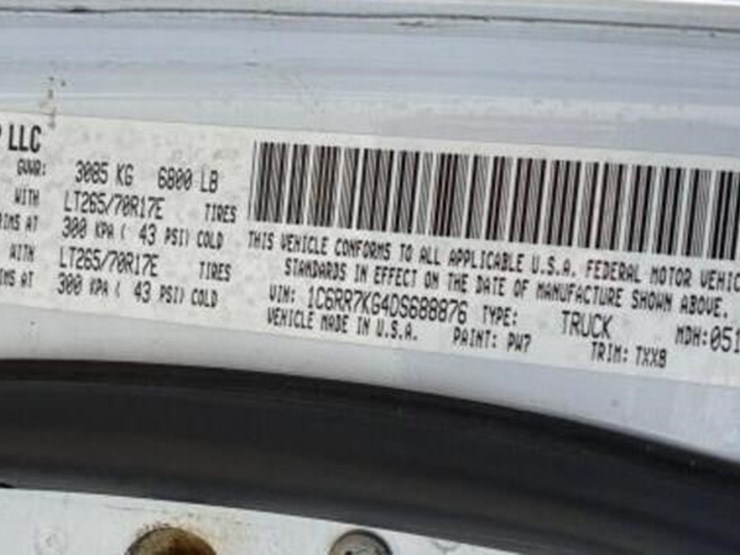 LLC
GVWR: 3085 KG 6800 LB
WITH LT265/70R17E TIRES
RIMS AT 300 KPA ( 43 PSI) COLD
WITH LT265/70R17E TIRES
RIMS AT 300 KPA ( 43 PSI) COLD
THIS VEHICLE CONFORMS TO ALL APPLICABLE U.S.A. FEDERAL MOTOR VEHIC
STANDARDS IN EFFECT ON THE DATE OF MANUFACTURE SHOWN ABOVE.
VIN: 1C6RR7KG4DS688876 TYPE: TRUCK MDH:051
VEHICLE MADE IN U.S.A. PAINT: PW7 TRIM: TXX8